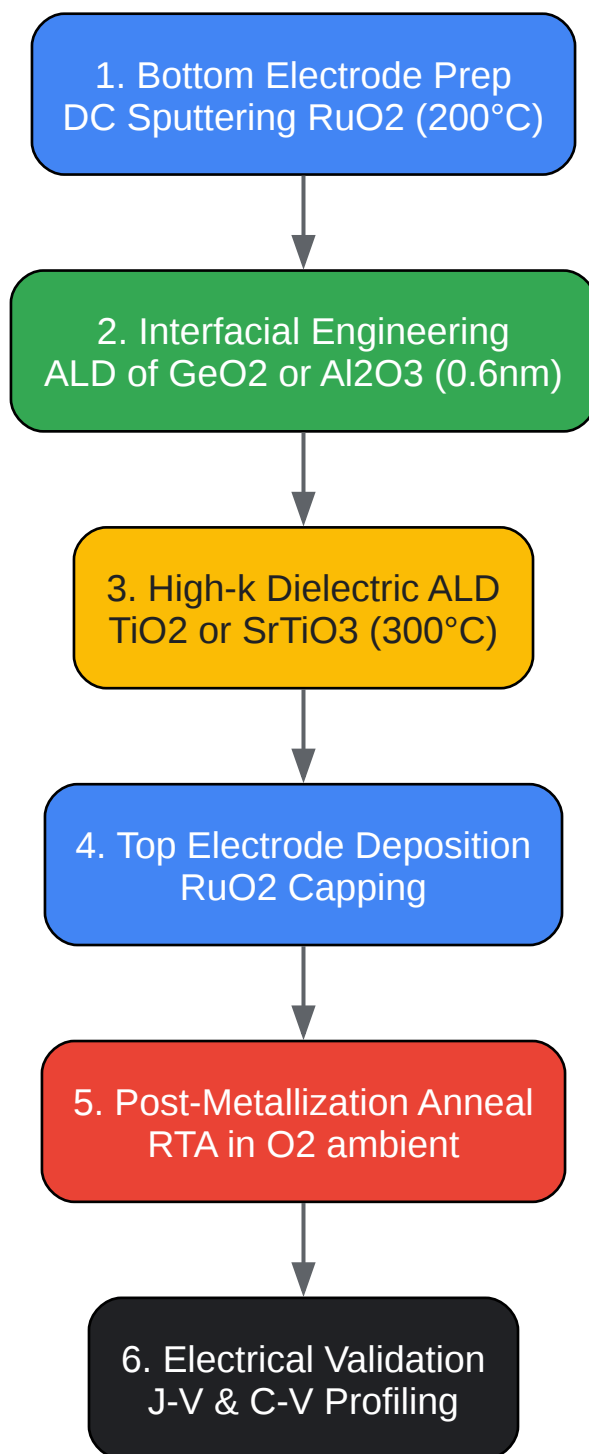 1. Bottom Electrode Prep
DC Sputtering RuO2 (200°C)
2. Interfacial Engineering
ALD of GeO2 or Al2O3 (0.6nm)
3. High-k Dielectric ALD
TiO2 or SrTiO3 (300°C)
4. Top Electrode Deposition
RuO2 Capping
5. Post-Metallization Anneal
RTA in O2 ambient
6. Electrical Validation
J-V & C-V Profiling